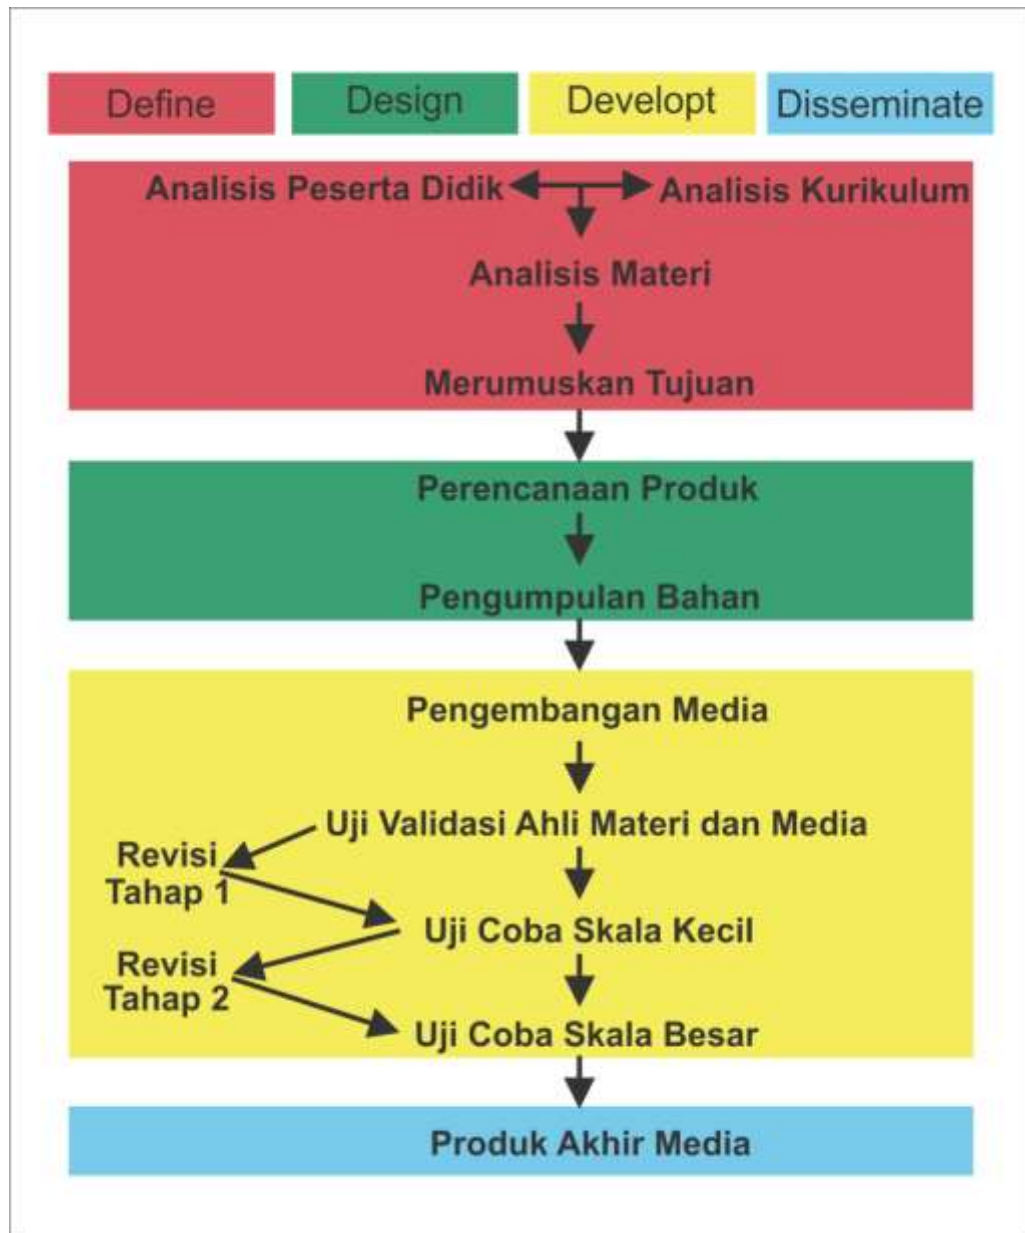 Define
Design
Developt
Disseminate
Analisis Peserta Didik
Analisis Kurikulum
Analisis Materi
Merumuskan Tujuan
Perencanaan Produk
Pengumpulan Bahan
Pengembangan Media
Uji Validasi Ahli Materi dan Media
Revisi
Tahap 1
Uji Coba Skala Kecil
Revisi
Tahap 2
Uji Coba Skala Besar
Produk Akhir Media